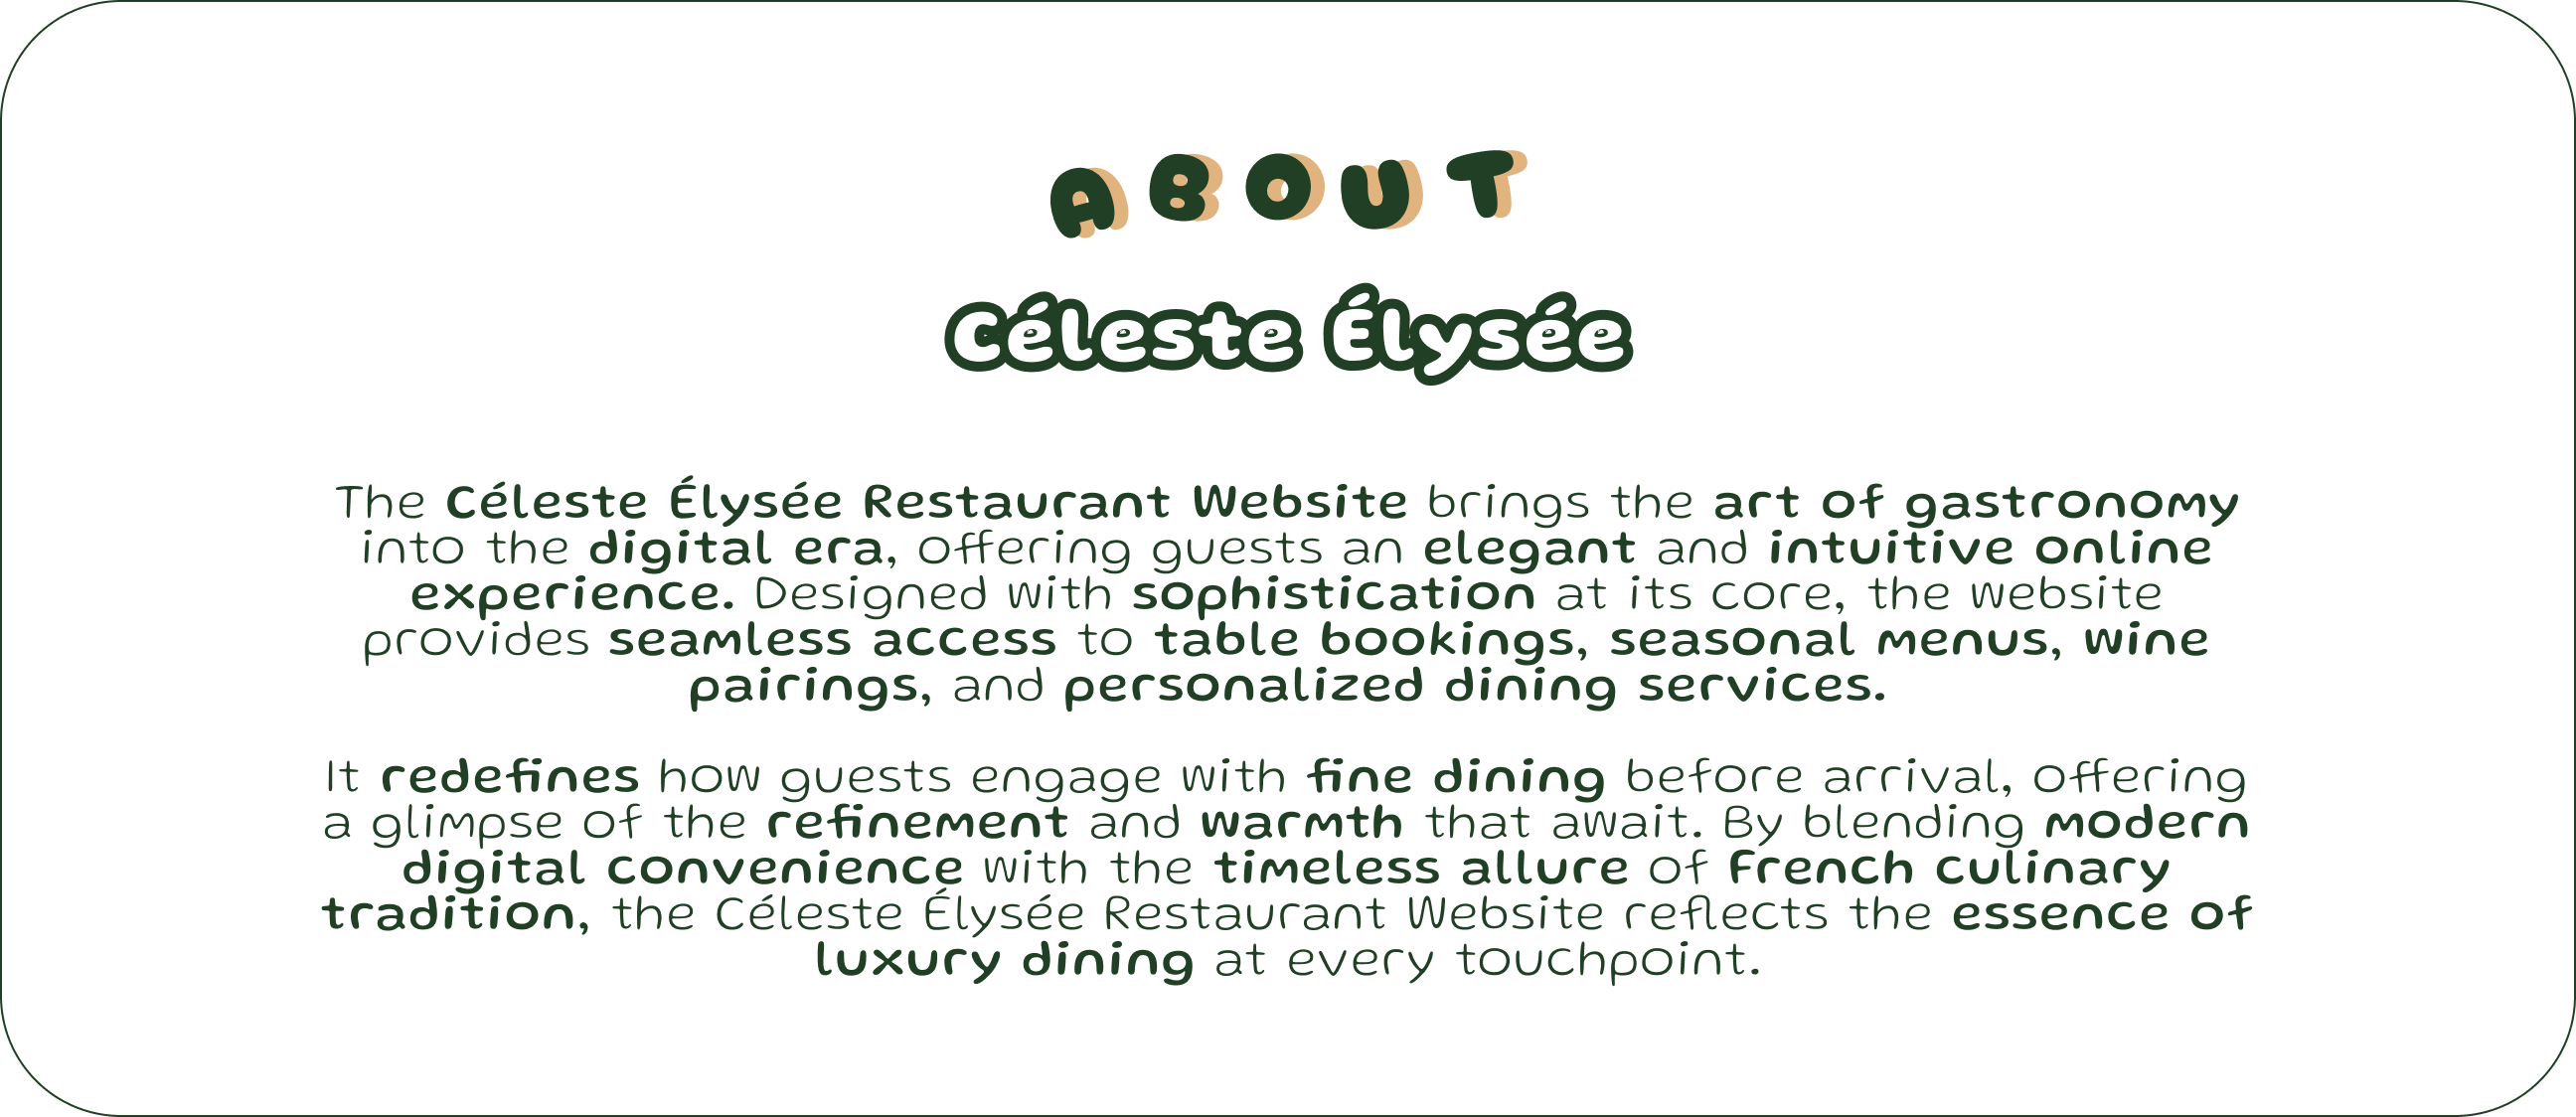 ABOUT
Céleste Élysée
The Céleste Élysée Restaurant Website brings the art of gastronomy
into the digital era, offering guests an elegant and intuitive online
experience. Designed with sophistication at its core, the website
provides seamless access to table bookings, seasonal menus, wine
pairings, and personalized dining services.
It redefines how guests engage with fine dining before arrival, offering
a glimpse of the refinement and warmth that await. By blending modern
digital convenience with the timeless allure of French culinary
tradition, the Céleste Élysée Restaurant Website reflects the essence of
luxury dining at every touchpoint.